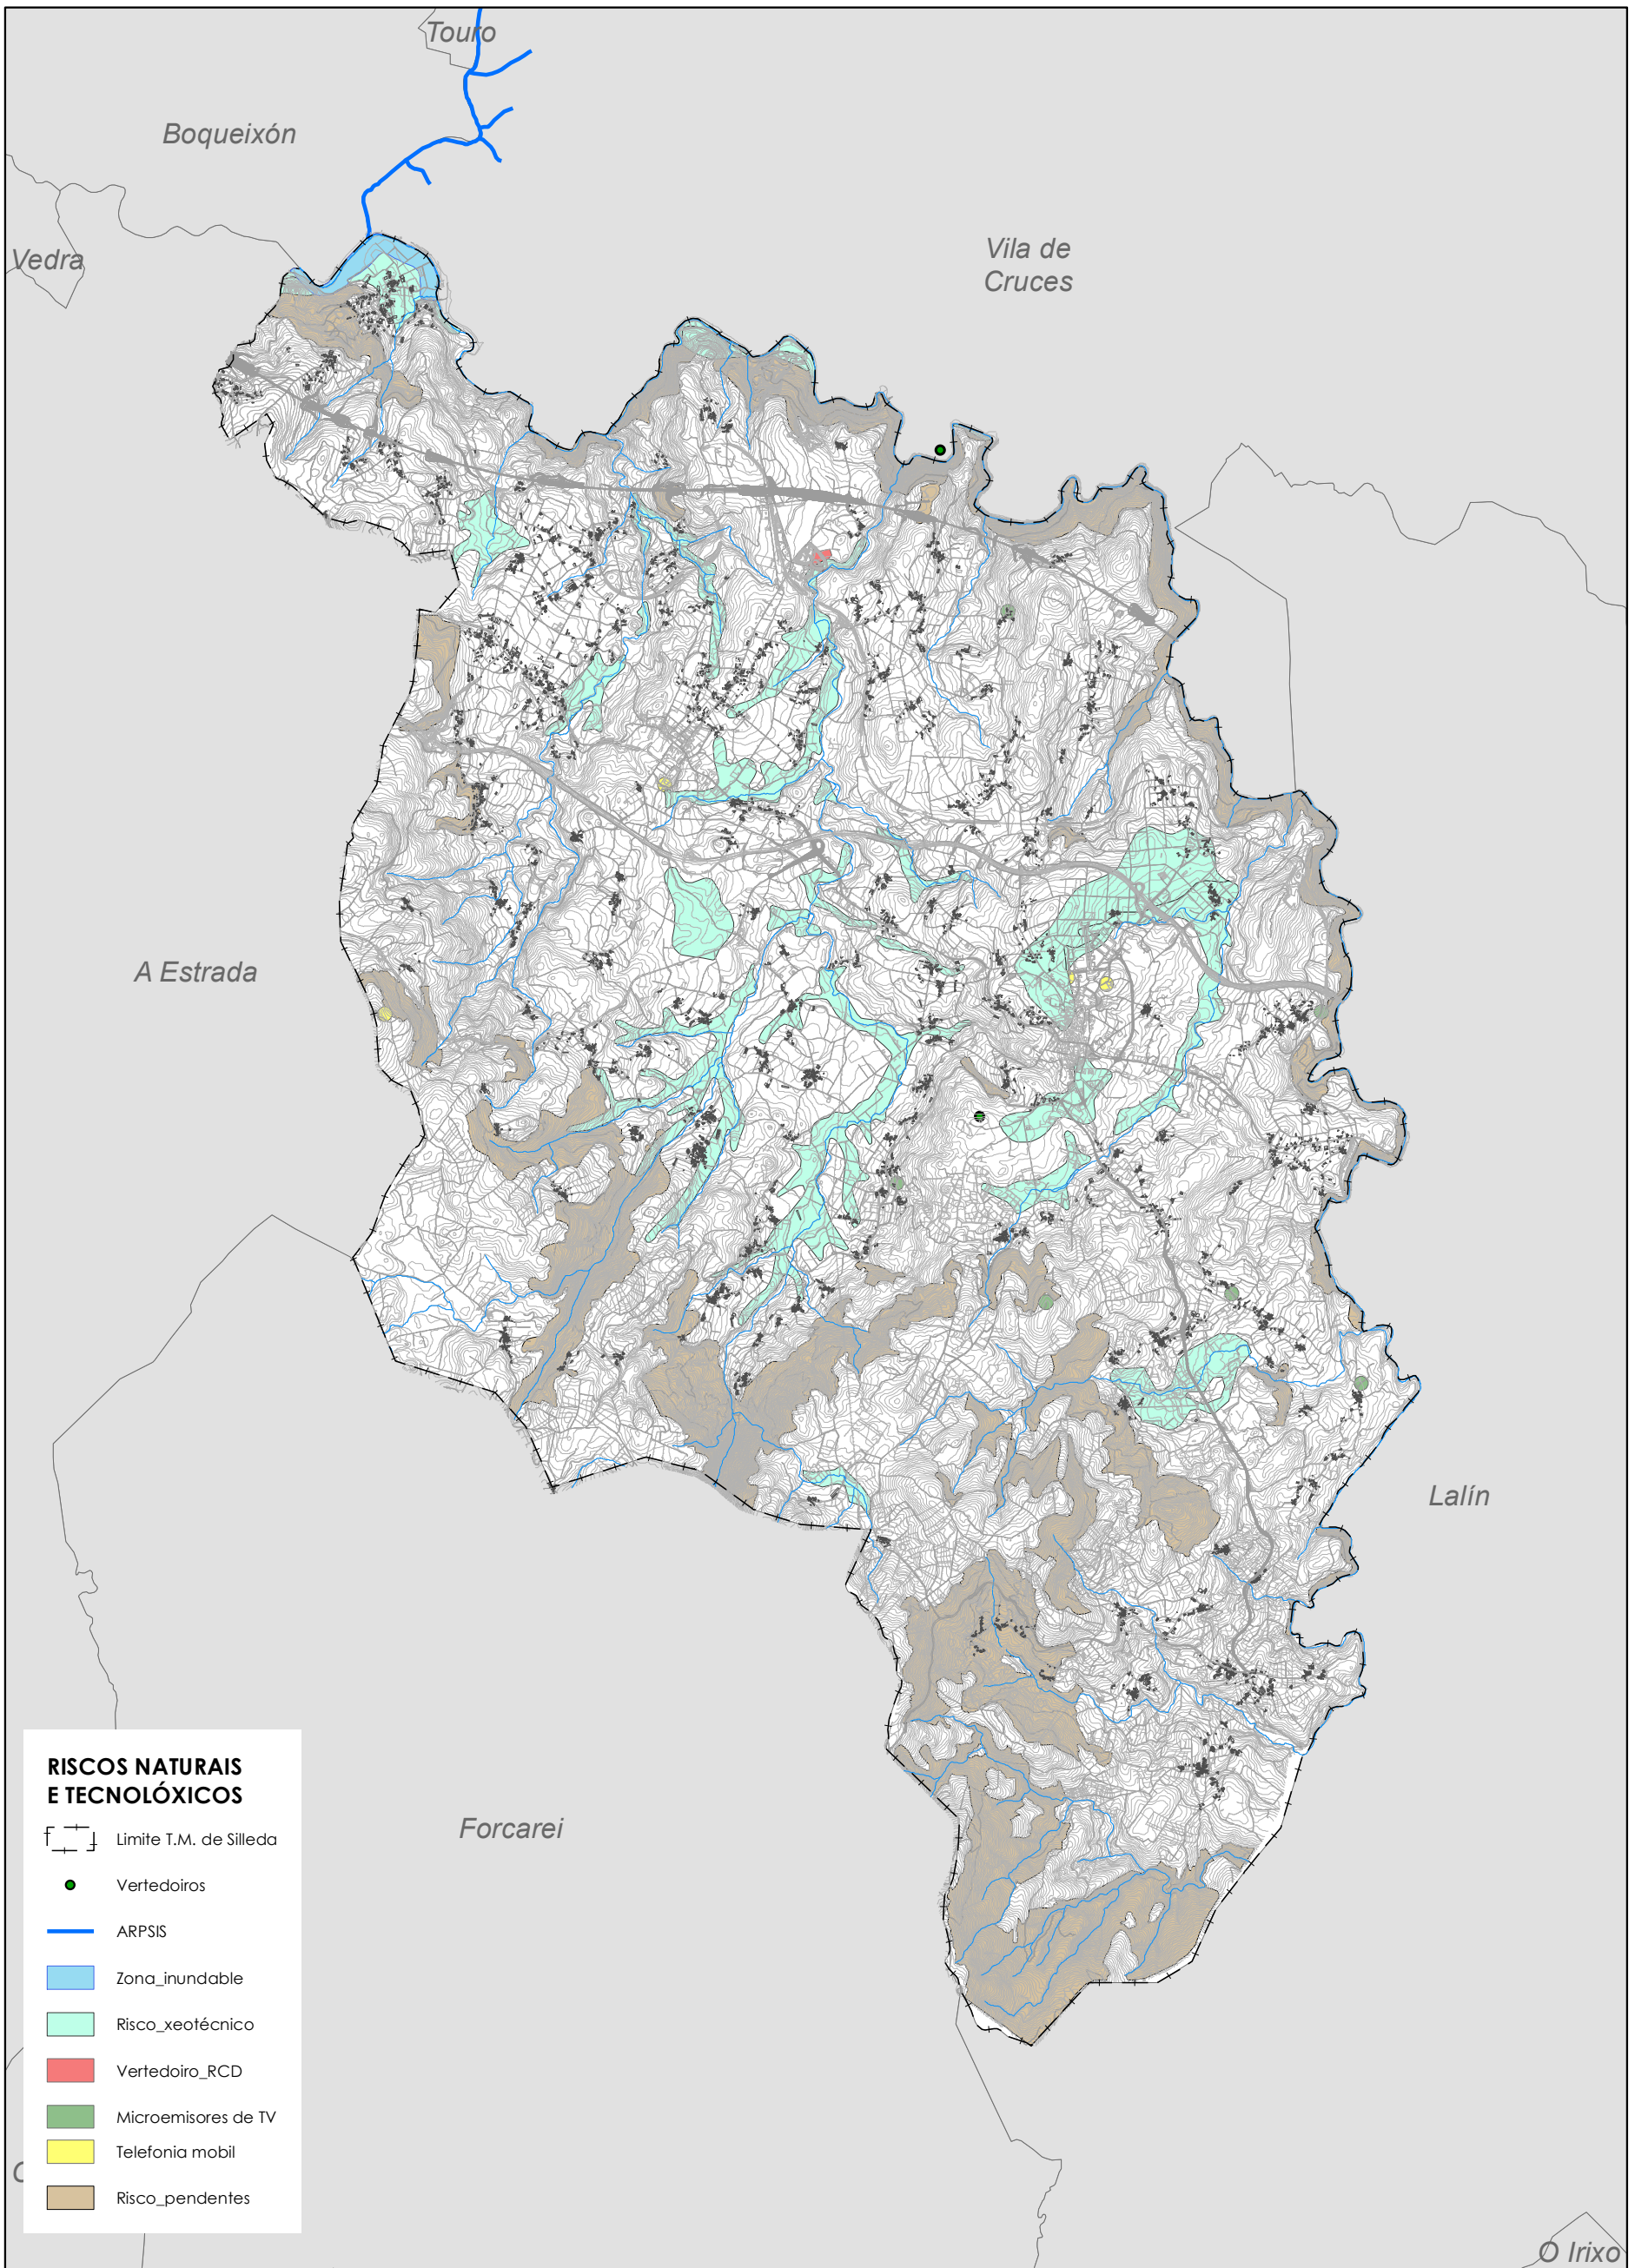 Touro
Boqueixón
Vedra
Vila de
Cruces
A Estrada
Lalín
Forcarei
RISCOS NATURAIS
E TECNOLÓXICOS
Limite T.M. de Silleda
Vertedoiros
ARPSIS
Zona_inundable
Risco_xeotécnico
Vertedoiro_RCD
Microemisores de TV
Telefonia mobil
Risco_pendentes
O Irixo